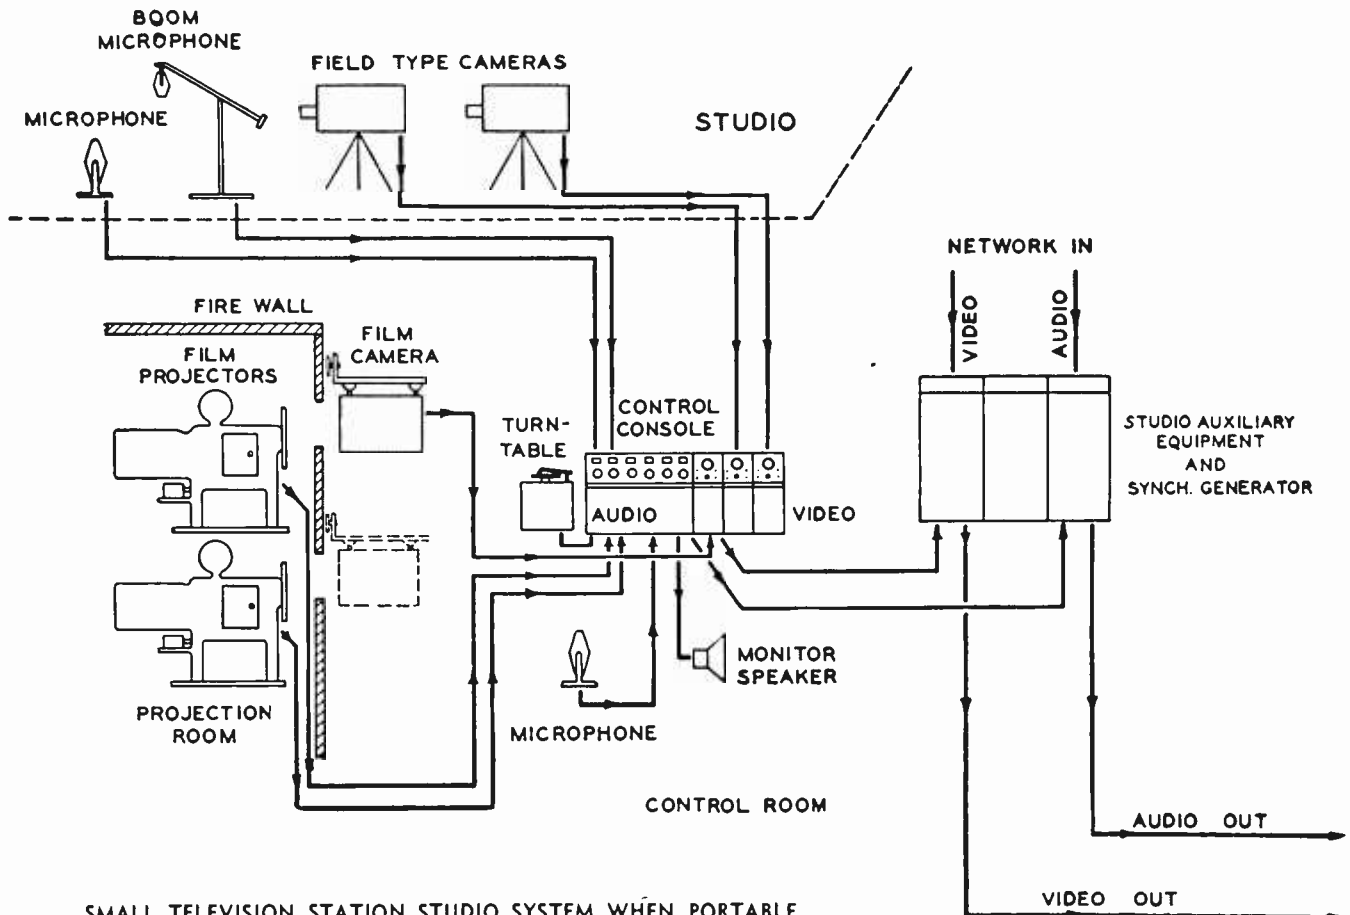 BOOM
MICROPHONE
FIELD TYPE CAMERAS
MICROPHONE
STUDIO
NETWORK IN
VIDEO
AUDIO
FIRE WALL
FILM
CAMERA
FILM
PROJECTORS
TURN-
TABLE
CONTROL
CONSOLE
AUDIO
VIDEO
STUDIO AUXILIARY
EQUIPMENT
AND
SYNCH. GENERATOR
MONITOR
SPEAKER
MICROPHONE
PROJECTION
ROOM
CONTROL ROOM
AUDIO OUT
VIDEO OUT
SMALL TELEVISION STATION STUDIO SYSTEM WHEN PORTABLE